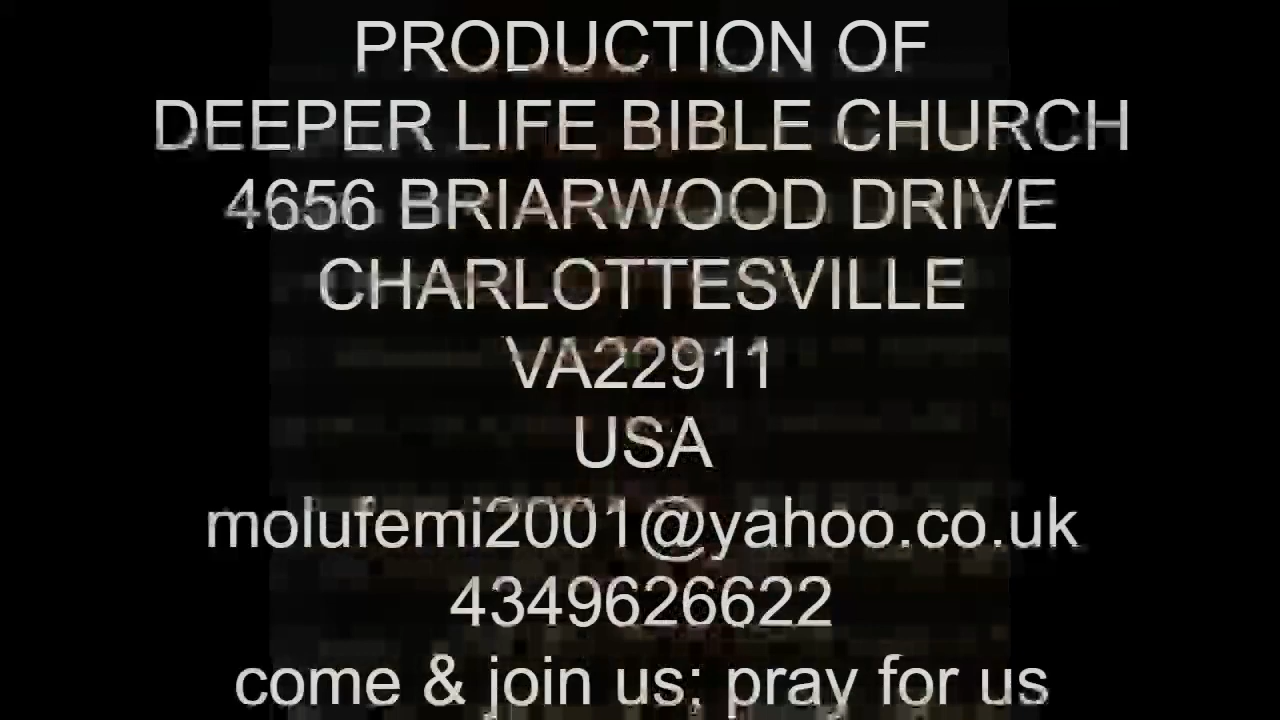 PRODUCTION OF
DEEPER LIFE BIBLE CHURCH
4656 BRIARWOOD DRIVE
CHARLOTTESVILLE
VA22911
USA
molufemi2001@yahoo.co.uk
4349626622
come & join us; pray for us